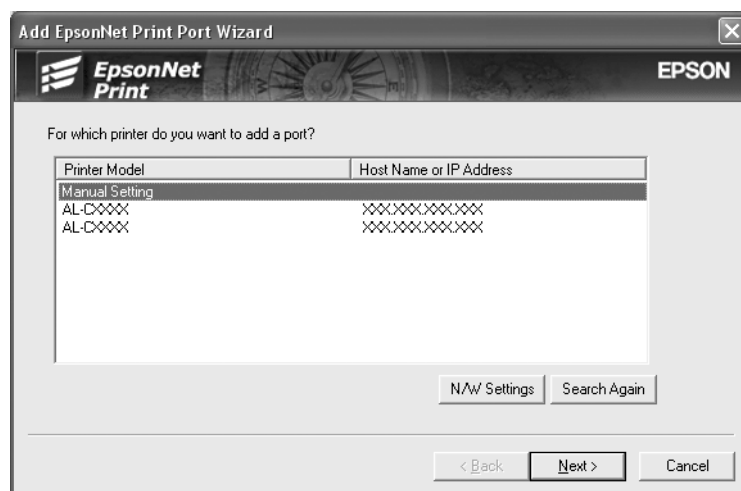 Add EpsonNet Print Port Wizard
EpsonNet
Print
EPSON
For which printer do you want to add a port?
Printer Model Host Name or IP Address
Manual Setting
AL-CXXXX XXX.XXX.XXX.XXX
AL-CXXXX XXX.XXX.XXX.XXX
N/W Settings Search Again
< Back Next > Cancel